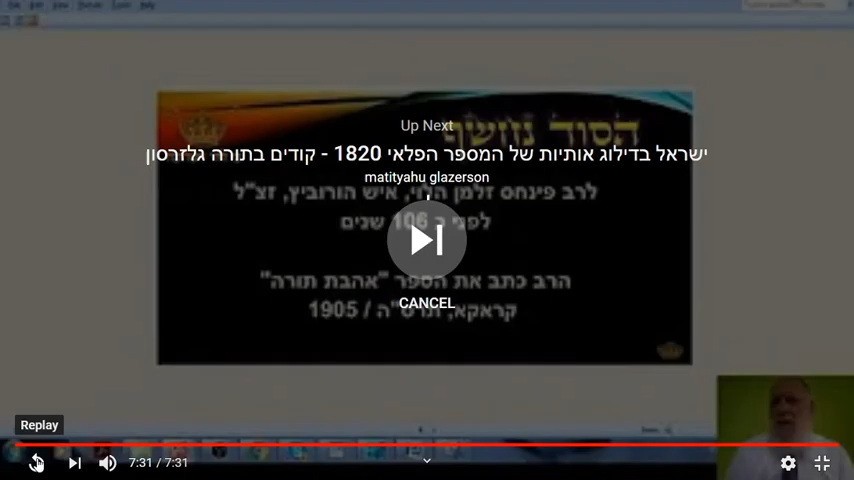 Up Next
הסוד נחשף
ישראל בדילוג אותיות של המספר הפלאי 1820 - קודים בתורה גלזרסון
matityahu glazerson
לרב פינחס זלמן הלוי, איש הורוביץ, זצ"ל
לפני כ 106 שנים
הרב כתב את הספר "אהבת תורה"
CANCEL
קראקא, תרס"ה / 1905
Replay
7:31 / 7:31